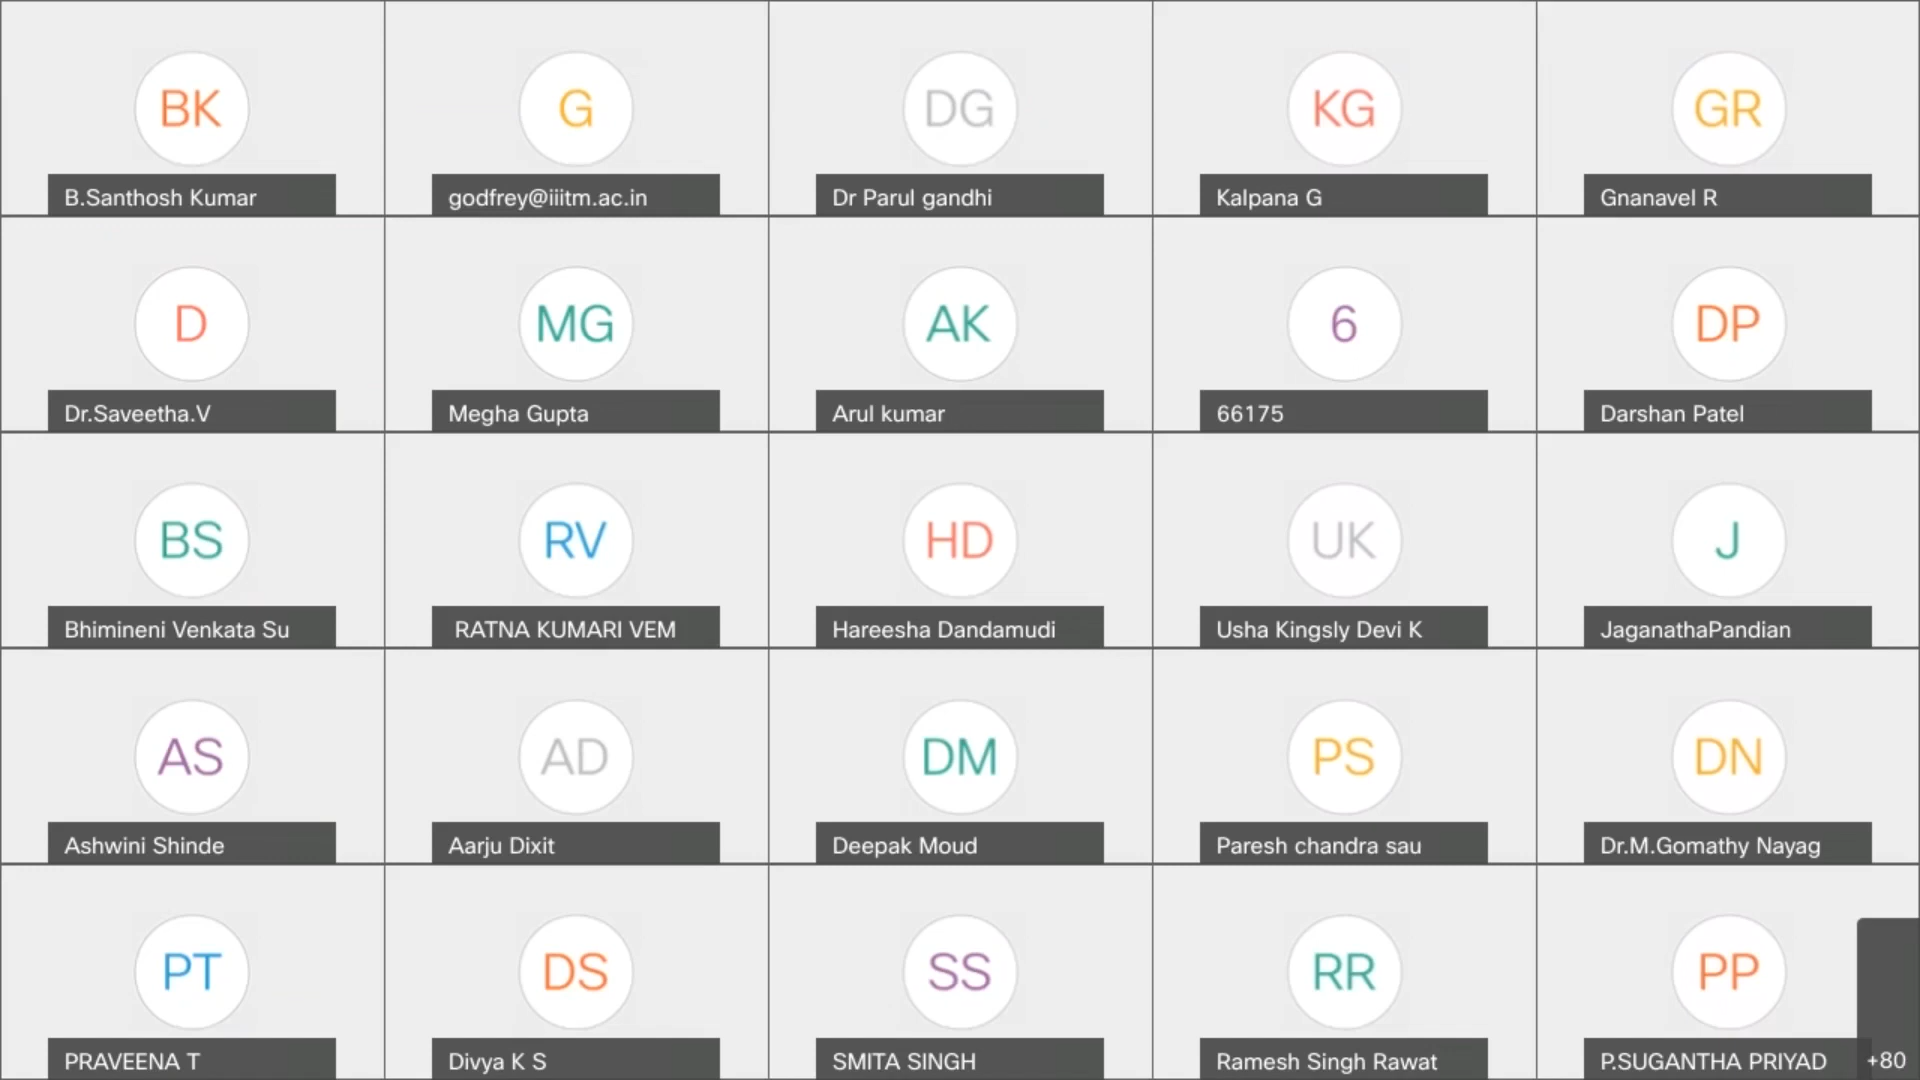 BK
B.Santhosh Kumar
G
godfrey@iiitm.ac.in
DG
Dr Parul gandhi
KG
Kalpana G
GR
Gnanavel R
D
Dr.Saveetha.V
MG
Megha Gupta
AK
Arul kumar
6
66175
DP
Darshan Patel
BS
Bhimineni Venkata Su
RV
RATNA KUMARI VEM
HD
Hareesha Dandamudi
UK
Usha Kingsly Devi K
J
JaganathaPandian
AS
Ashwini Shinde
AD
Aarju Dixit
DM
Deepak Moud
PS
Paresh chandra sau
DN
Dr.M.Gomathy Nayag
PT
PRAVEENA T
DS
Divya K S
SS
SMITA SINGH
RR
Ramesh Singh Rawat
PP
P.SUGANTHA PRIYAD
+80